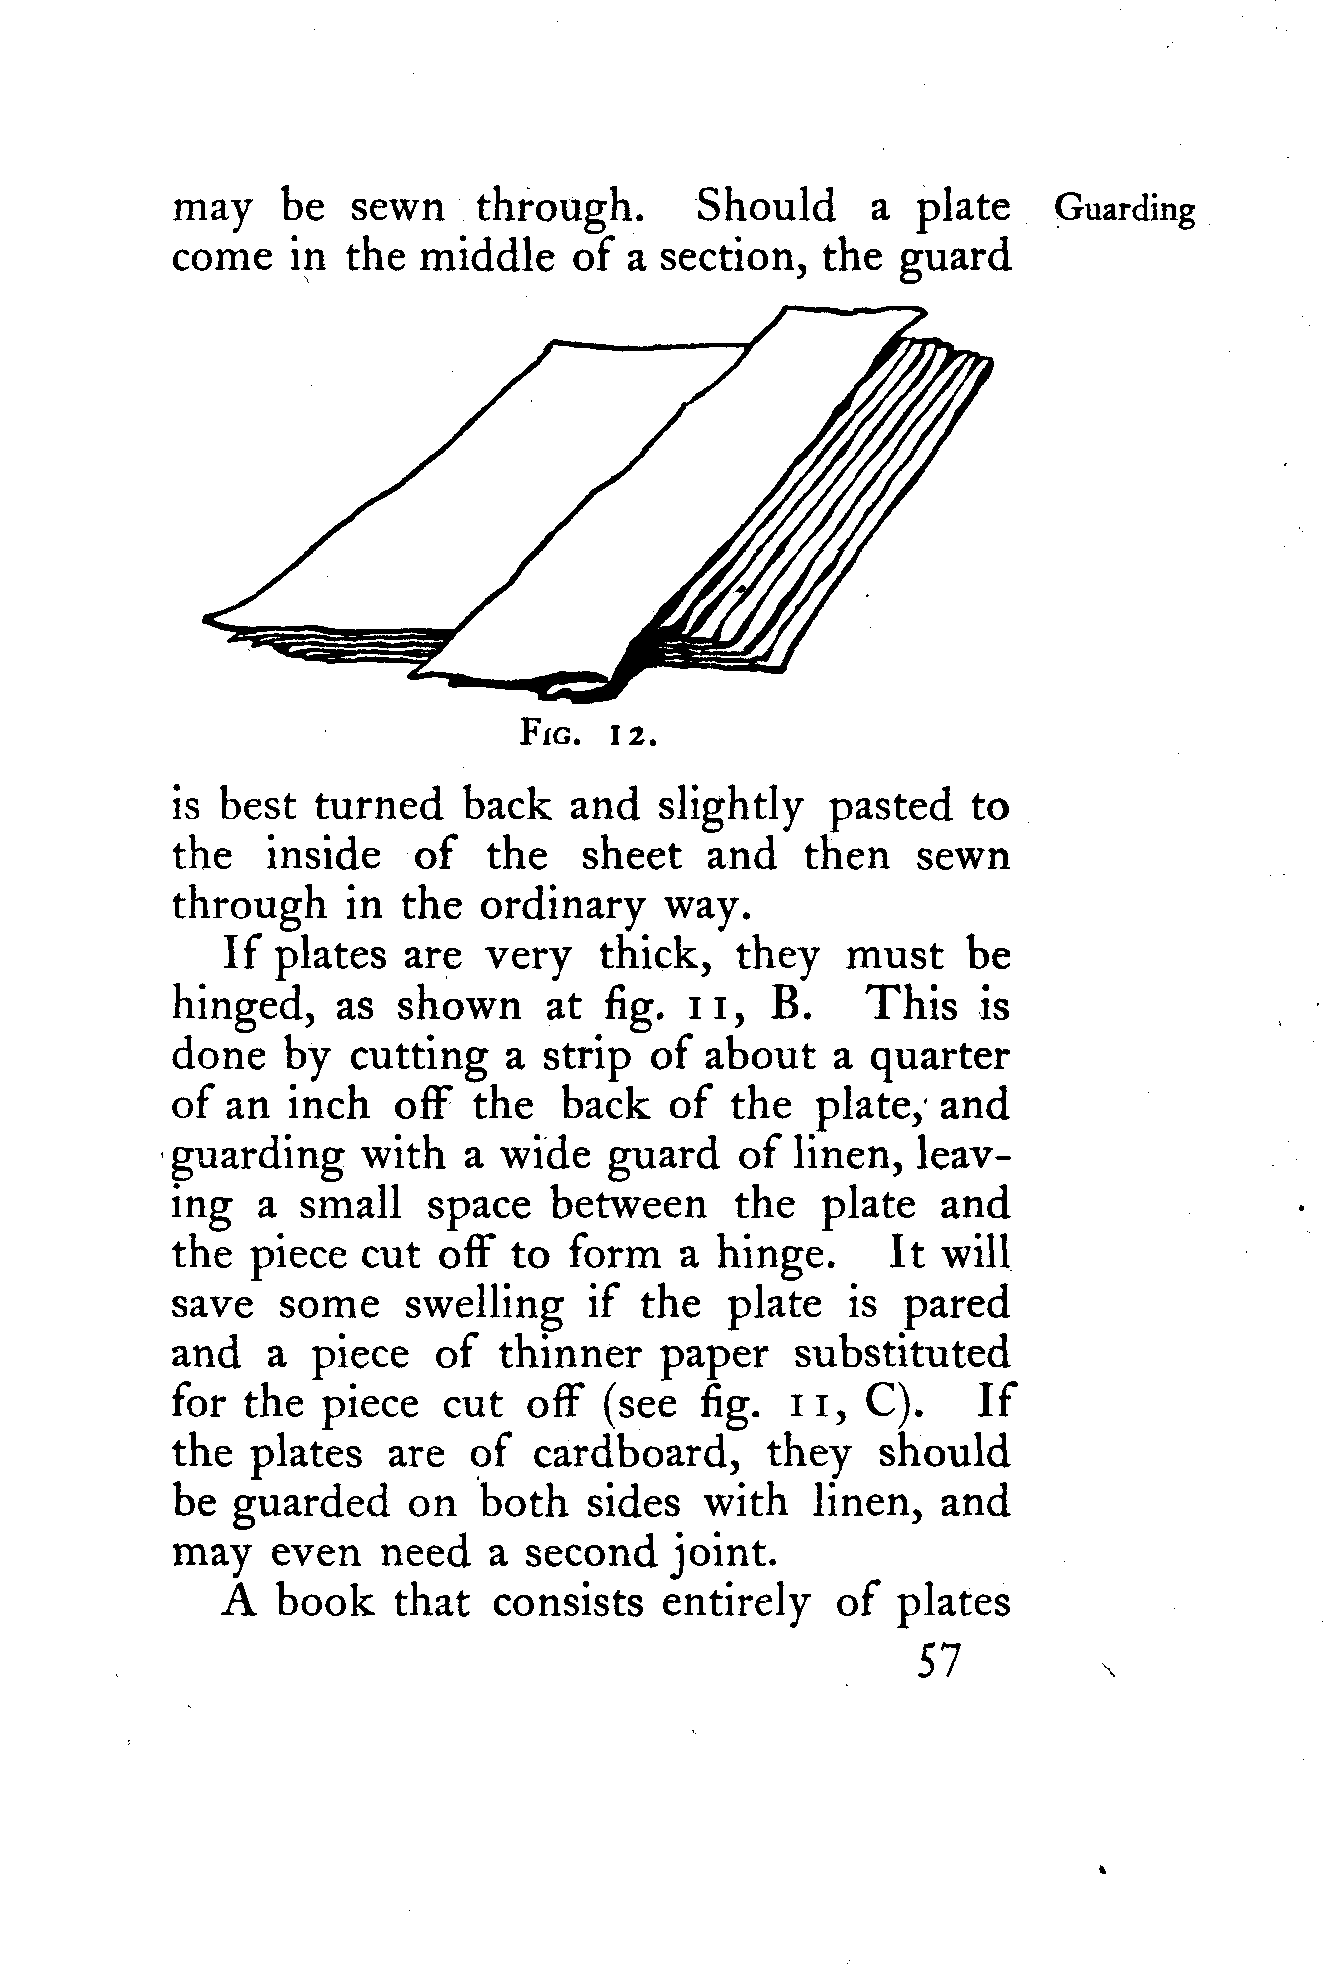 may be sewn through. Should a plate Guarding
come in the middle of a section, the guard
Fig. 12.
is best turned back and slightly pasted to
the inside of the sheet and then sewn
through in the ordinary way.
If plates are very thick, they must be
hinged, as shown at fig. 11, B. This is
done by cutting a strip of about a quarter
of an inch off the back of the plate, and
guarding with a wide guard of linen, leav-
ing a small space between the plate and
the piece cut off to form a hinge. It will
save some swelling if the plate is pared
and a piece of thinner paper substituted
for the piece cut off (see fig. 11, C). If
the plates are of cardboard, they should
be guarded on both sides with linen, and
may even need a second joint.
A book that consists entirely of plates
57